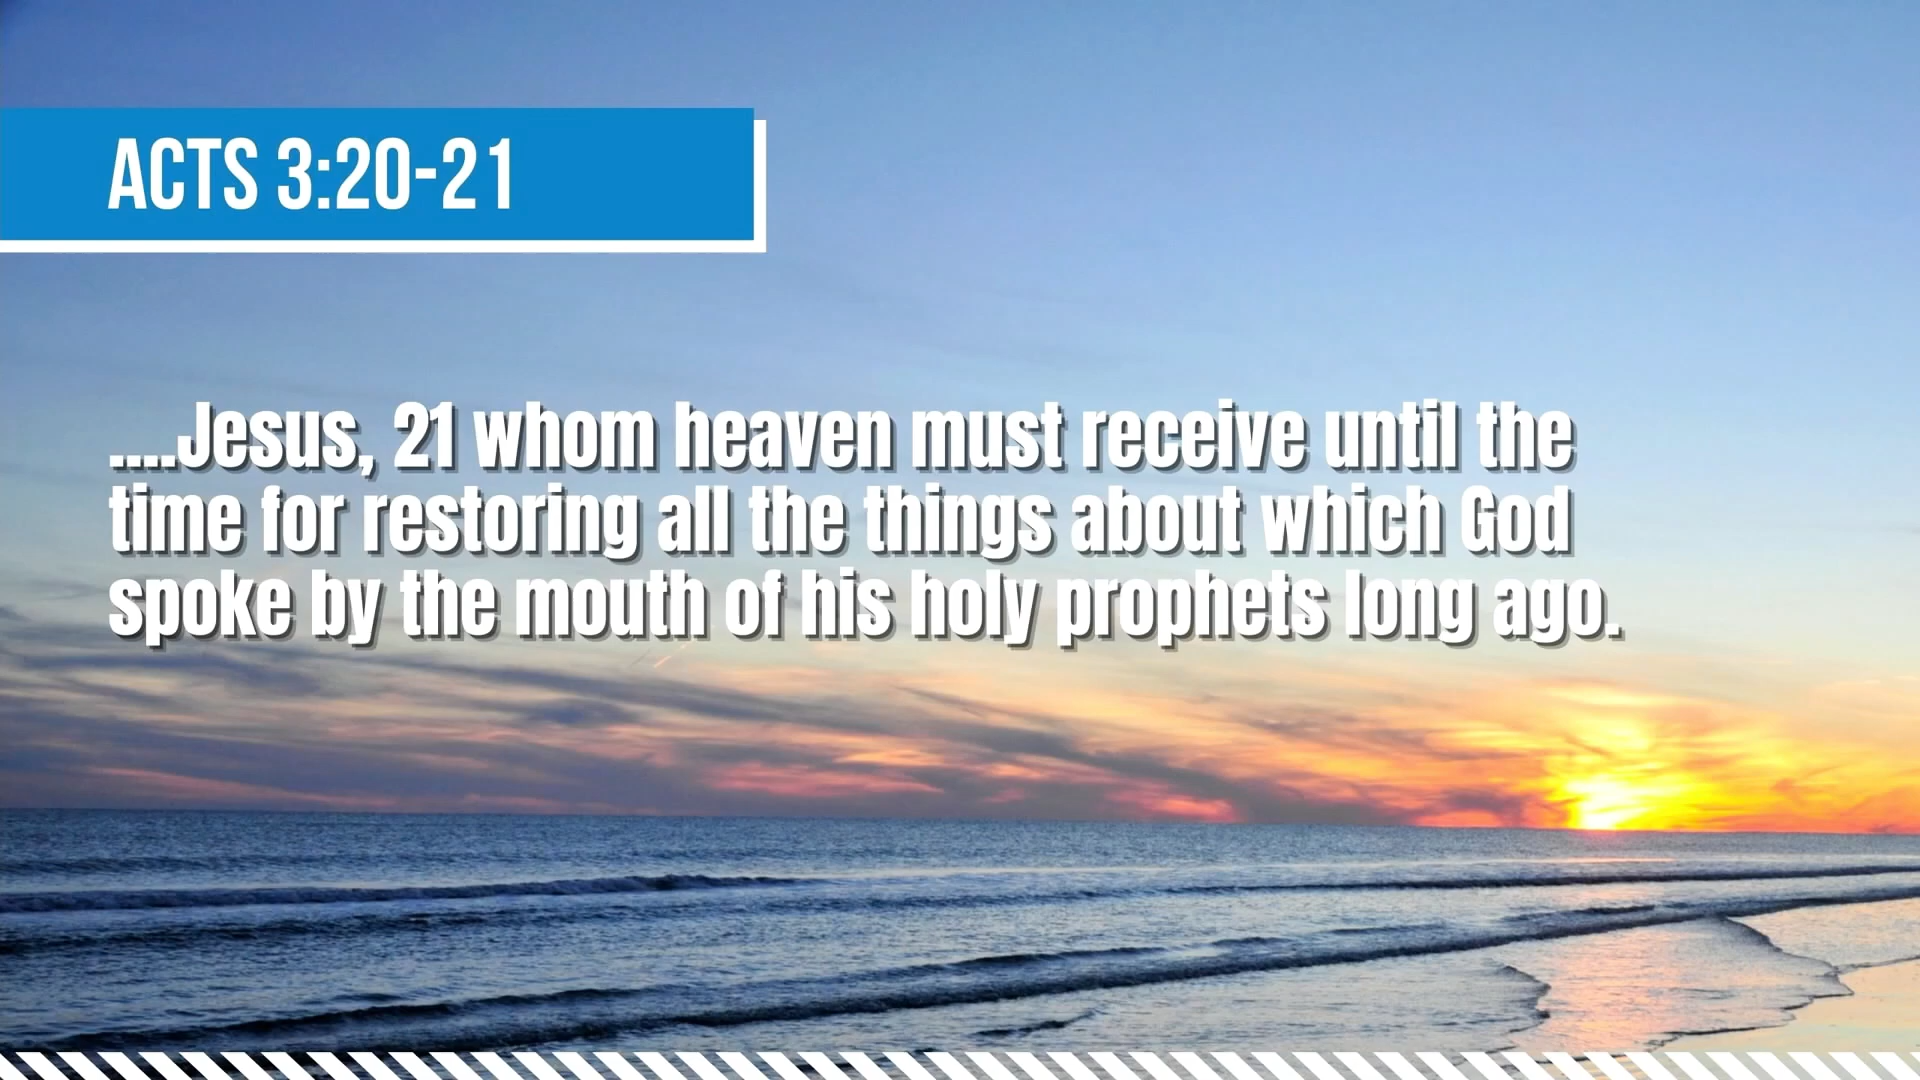 ACTS 3:20-21
....Jesus, 21 whom heaven must receive until the
time for restoring all the things about which God
spoke by the mouth of his holy prophets long ago.